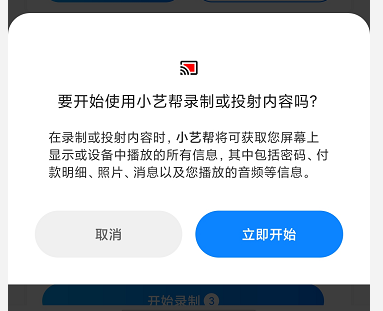 要开始使用小艺帮录制或投射内容吗？
在录制或投射内容时，小艺帮将可获取您屏幕上
显示或设备中播放的所有信息，其中包括密码、付
款明细、照片、消息以及您播放的音频等信息。
取消
立即开始
开始录制 3